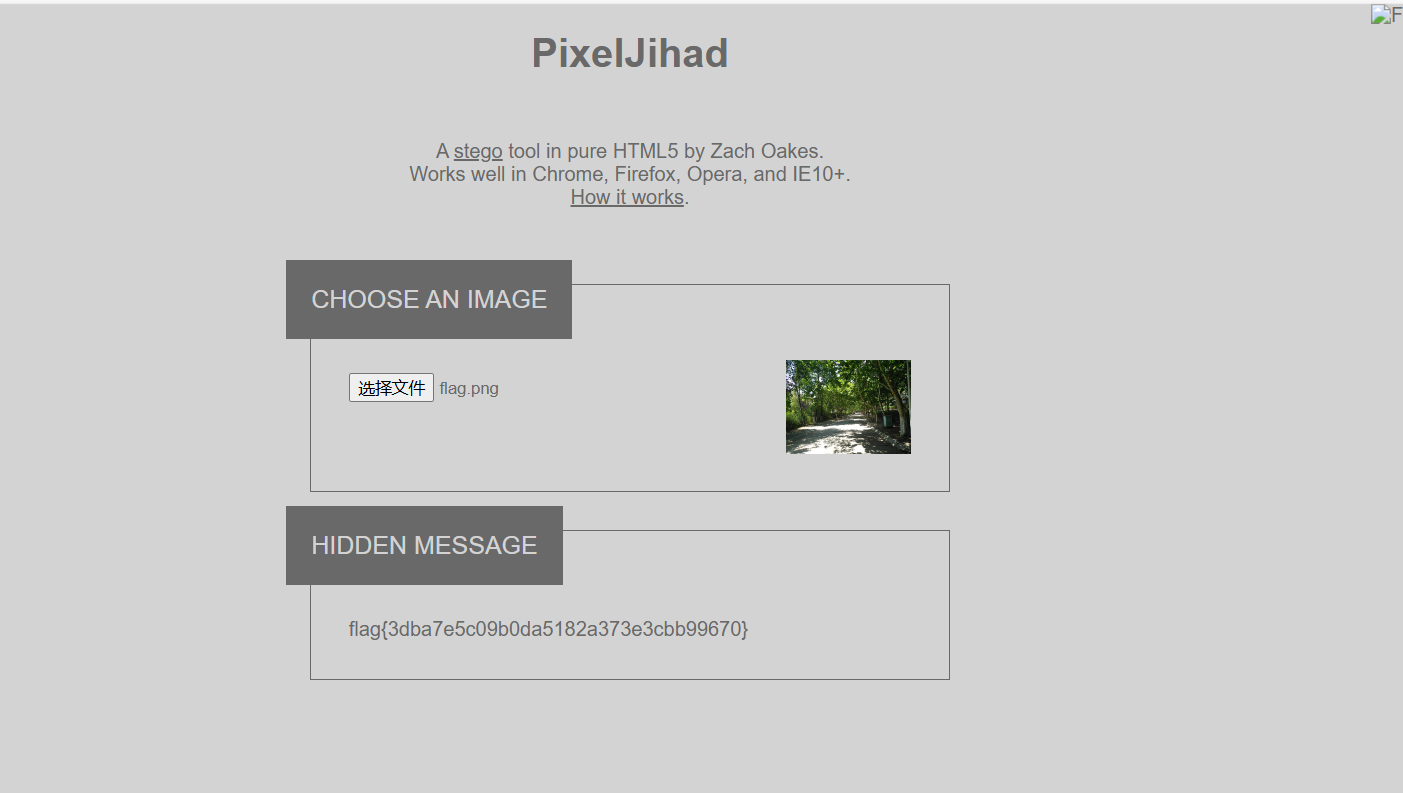 PixelJihad
A stego tool in pure HTML5 by Zach Oakes.
Works well in Chrome, Firefox, Opera, and IE10+.
How it works.
CHOOSE AN IMAGE
选择文件 flag.png
HIDDEN MESSAGE
flag{3dba7e5c09b0da5182a373e3cbb99670}